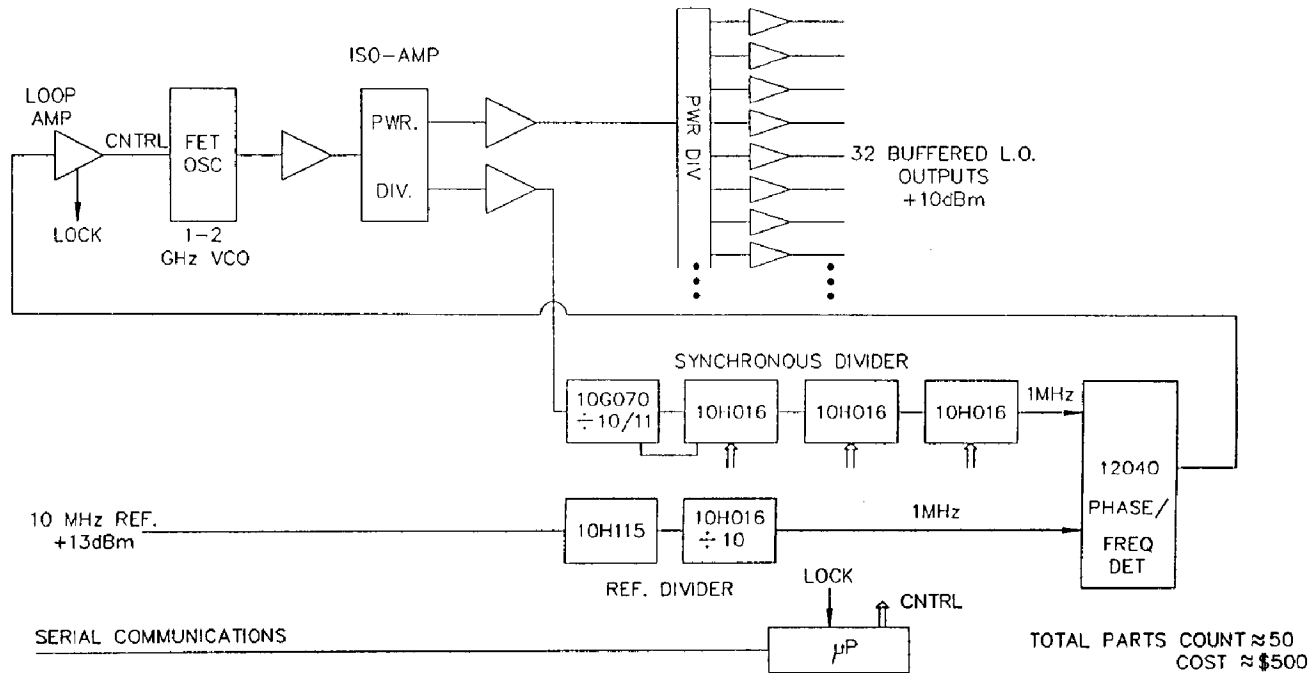 ISO-AMP
LOOP
AMP
CNTRL
FET
OSC
PWR.
DIV.
PWR DIV
LOCK
1-2
GHz VCO
32 BUFFERED L.O.
OUTPUTS
+10dBm
SYNCHRONOUS DIVIDER
10G070
÷10/11
10H016
10H016
10H016
1MHz
12040
PHASE/
FREQ
DET
10 MHz REF.
+13dBm
10H115
10H016
÷10
1MHz
REF. DIVIDER
LOCK
CNTRL
SERIAL COMMUNICATIONS
μP
TOTAL PARTS COUNT≈50
COST ≈$500